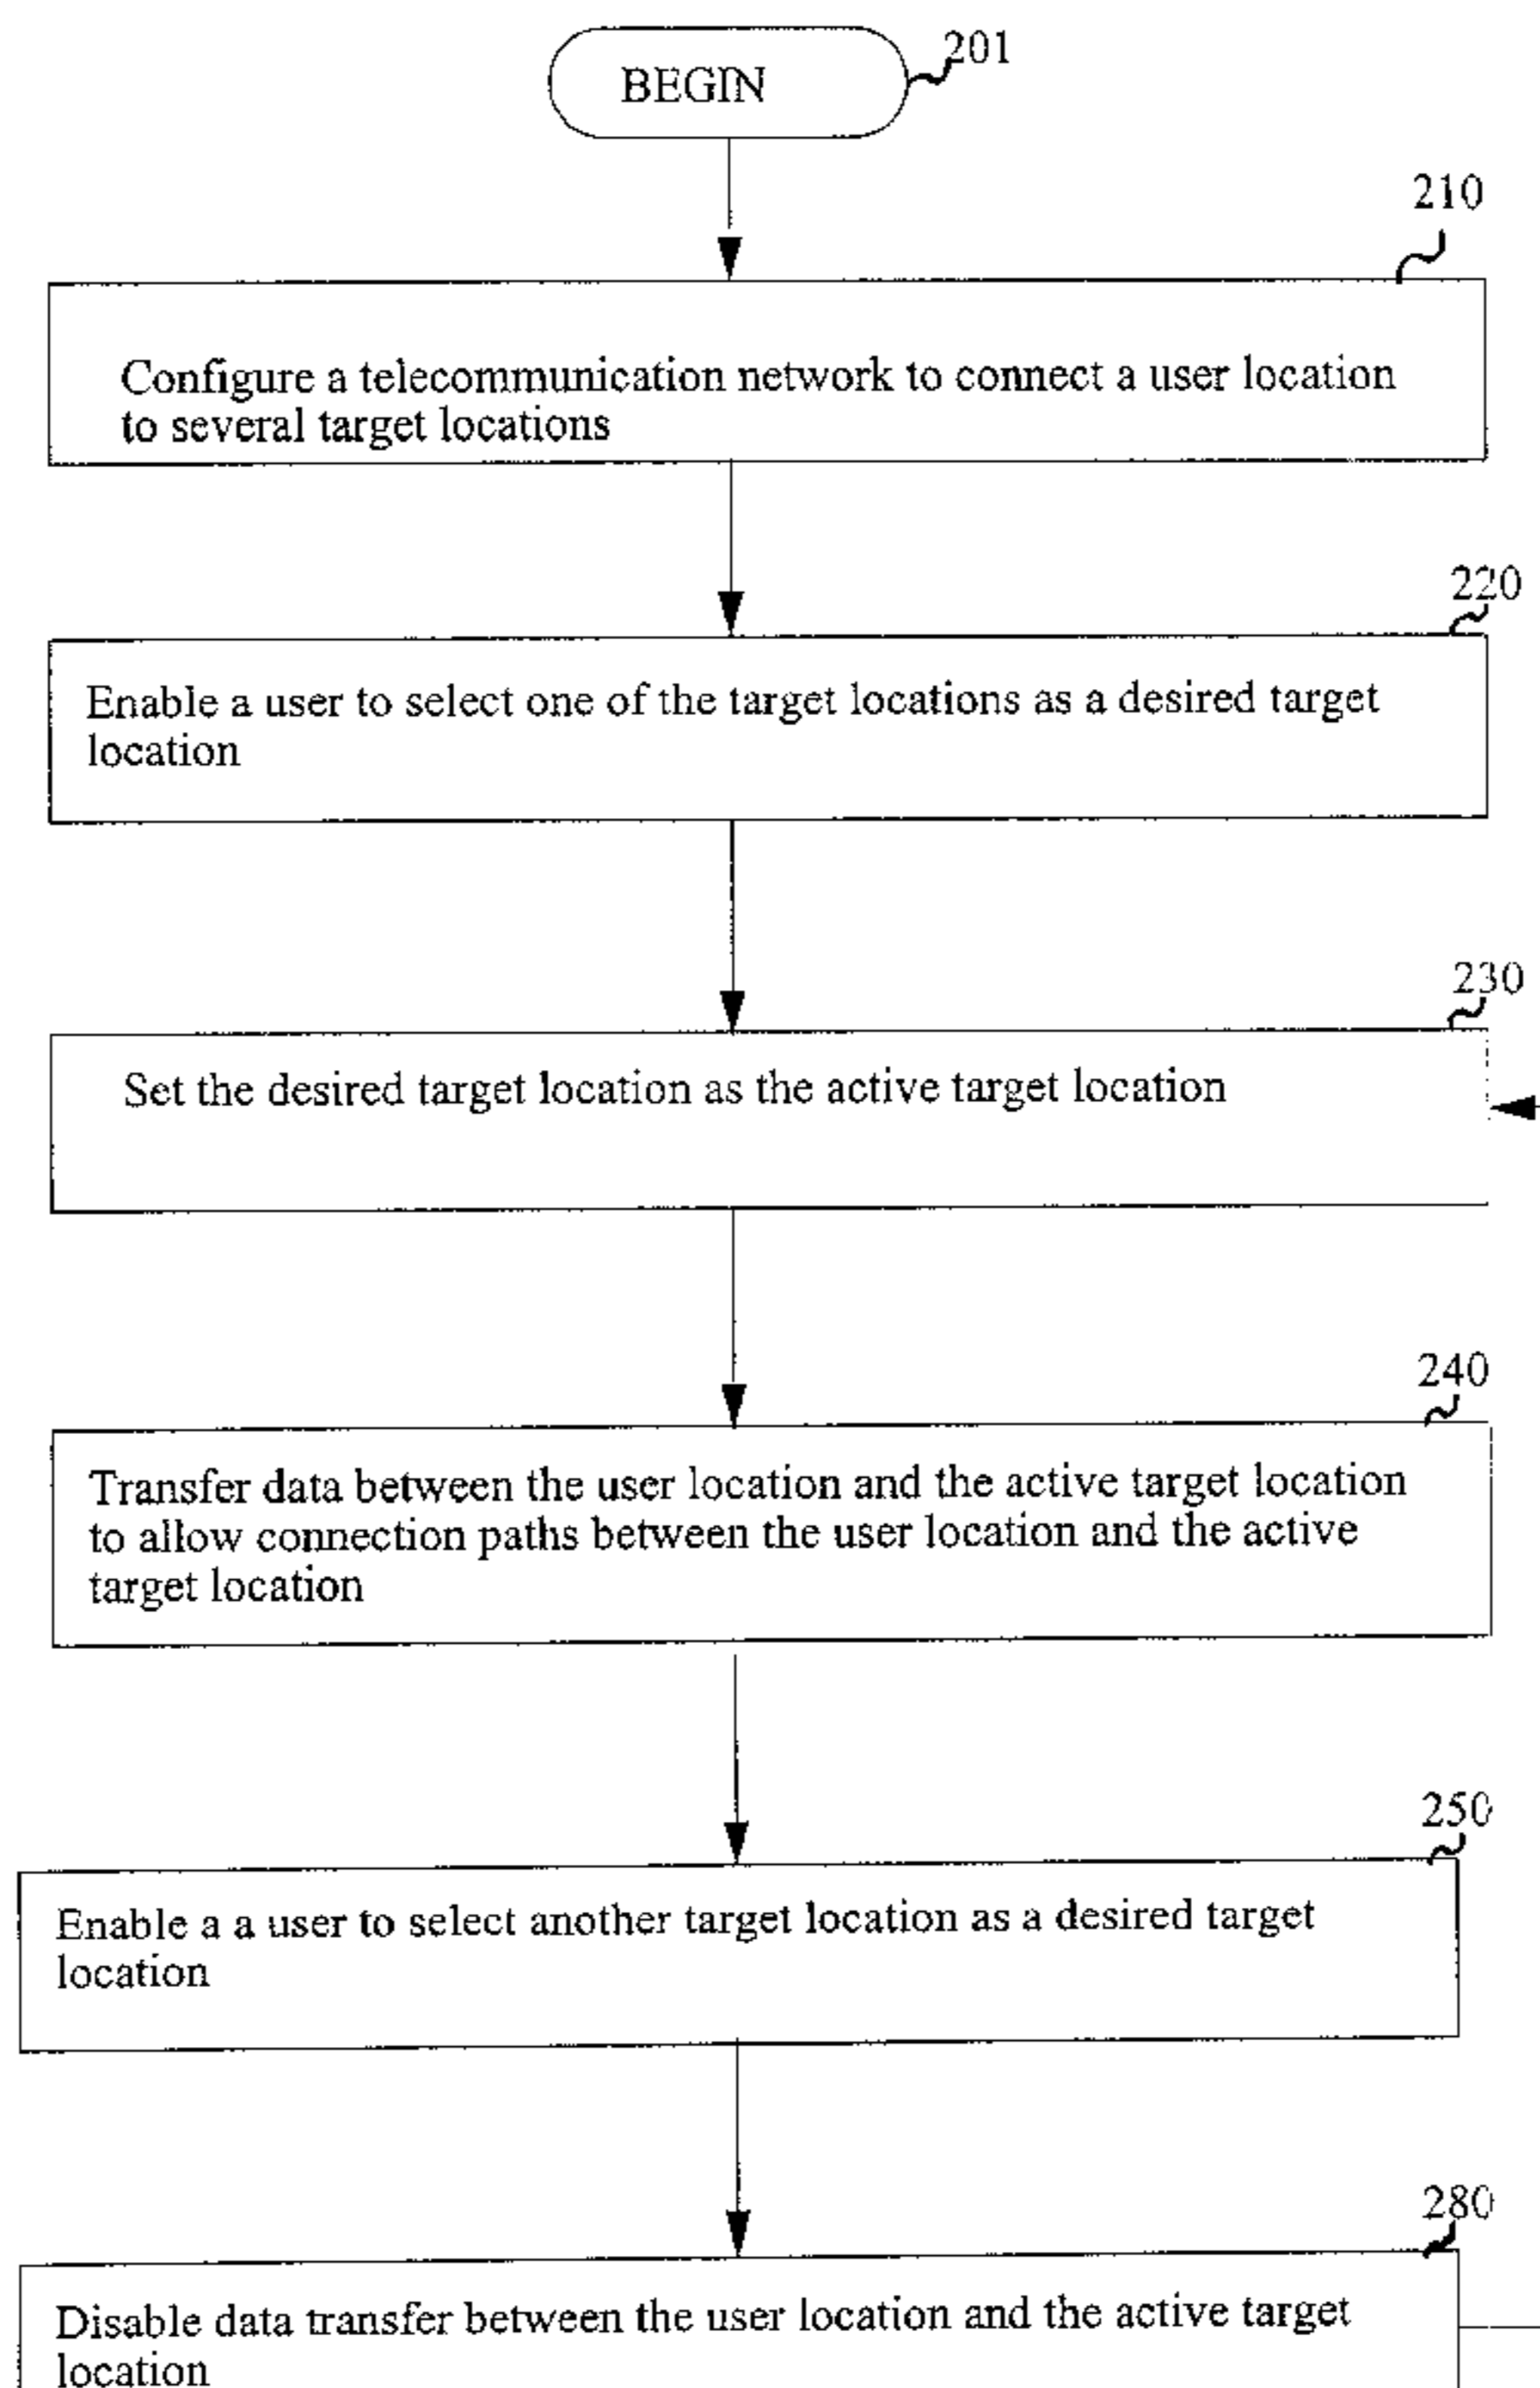 BEGIN
201
210
Configure a telecommunication network to connect a user location
to several target locations
220
Enable a user to select one of the target locations as a desired target
location
230
Set the desired target location as the active target location
240
Transfer data between the user location and the active target location
to allow connection paths between the user location and the active
target location
250
Enable a a user to select another target location as a desired target
location
280
Disable data transfer between the user location and the active target
location